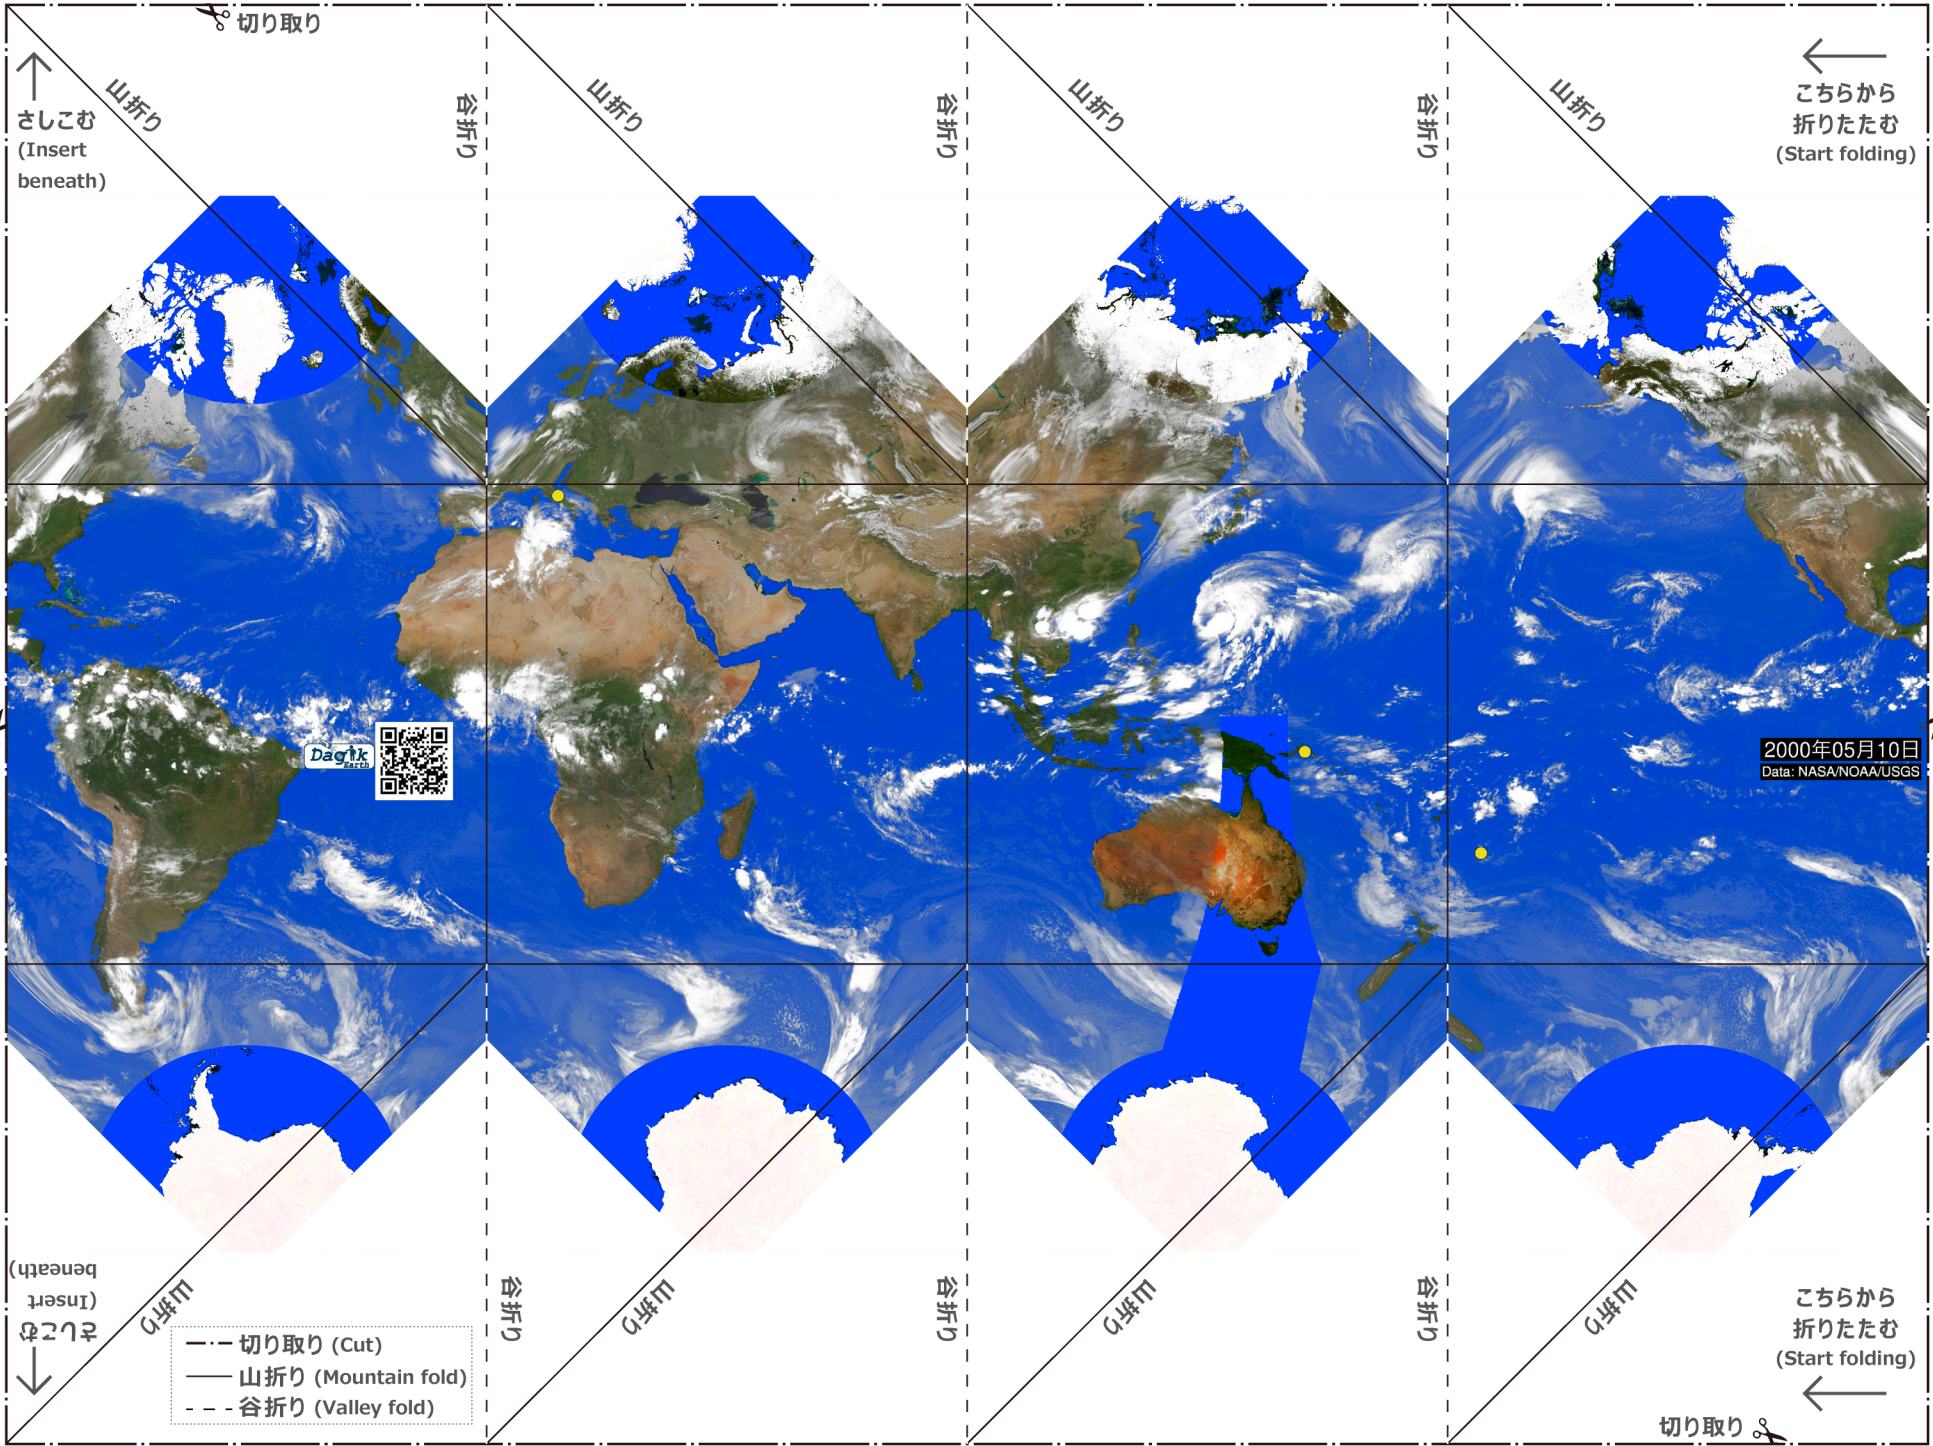 切り取り
山折り
谷折り
山折り
谷折り
山折り
谷折り
山折り
さしこむ
(Insert
beneath)
こちらから
折りたたむ
(Start folding)
Dagik
Earth
2000年05月10日
Data: NASA/NOAA/USGS
さしこむ
(Insert
beneath)
山折り
谷折り
山折り
谷折り
山折り
谷折り
山折り
こちらから
折りたたむ
(Start folding)
切り取り (Cut)
山折り (Mountain fold)
谷折り (Valley fold)
切り取り